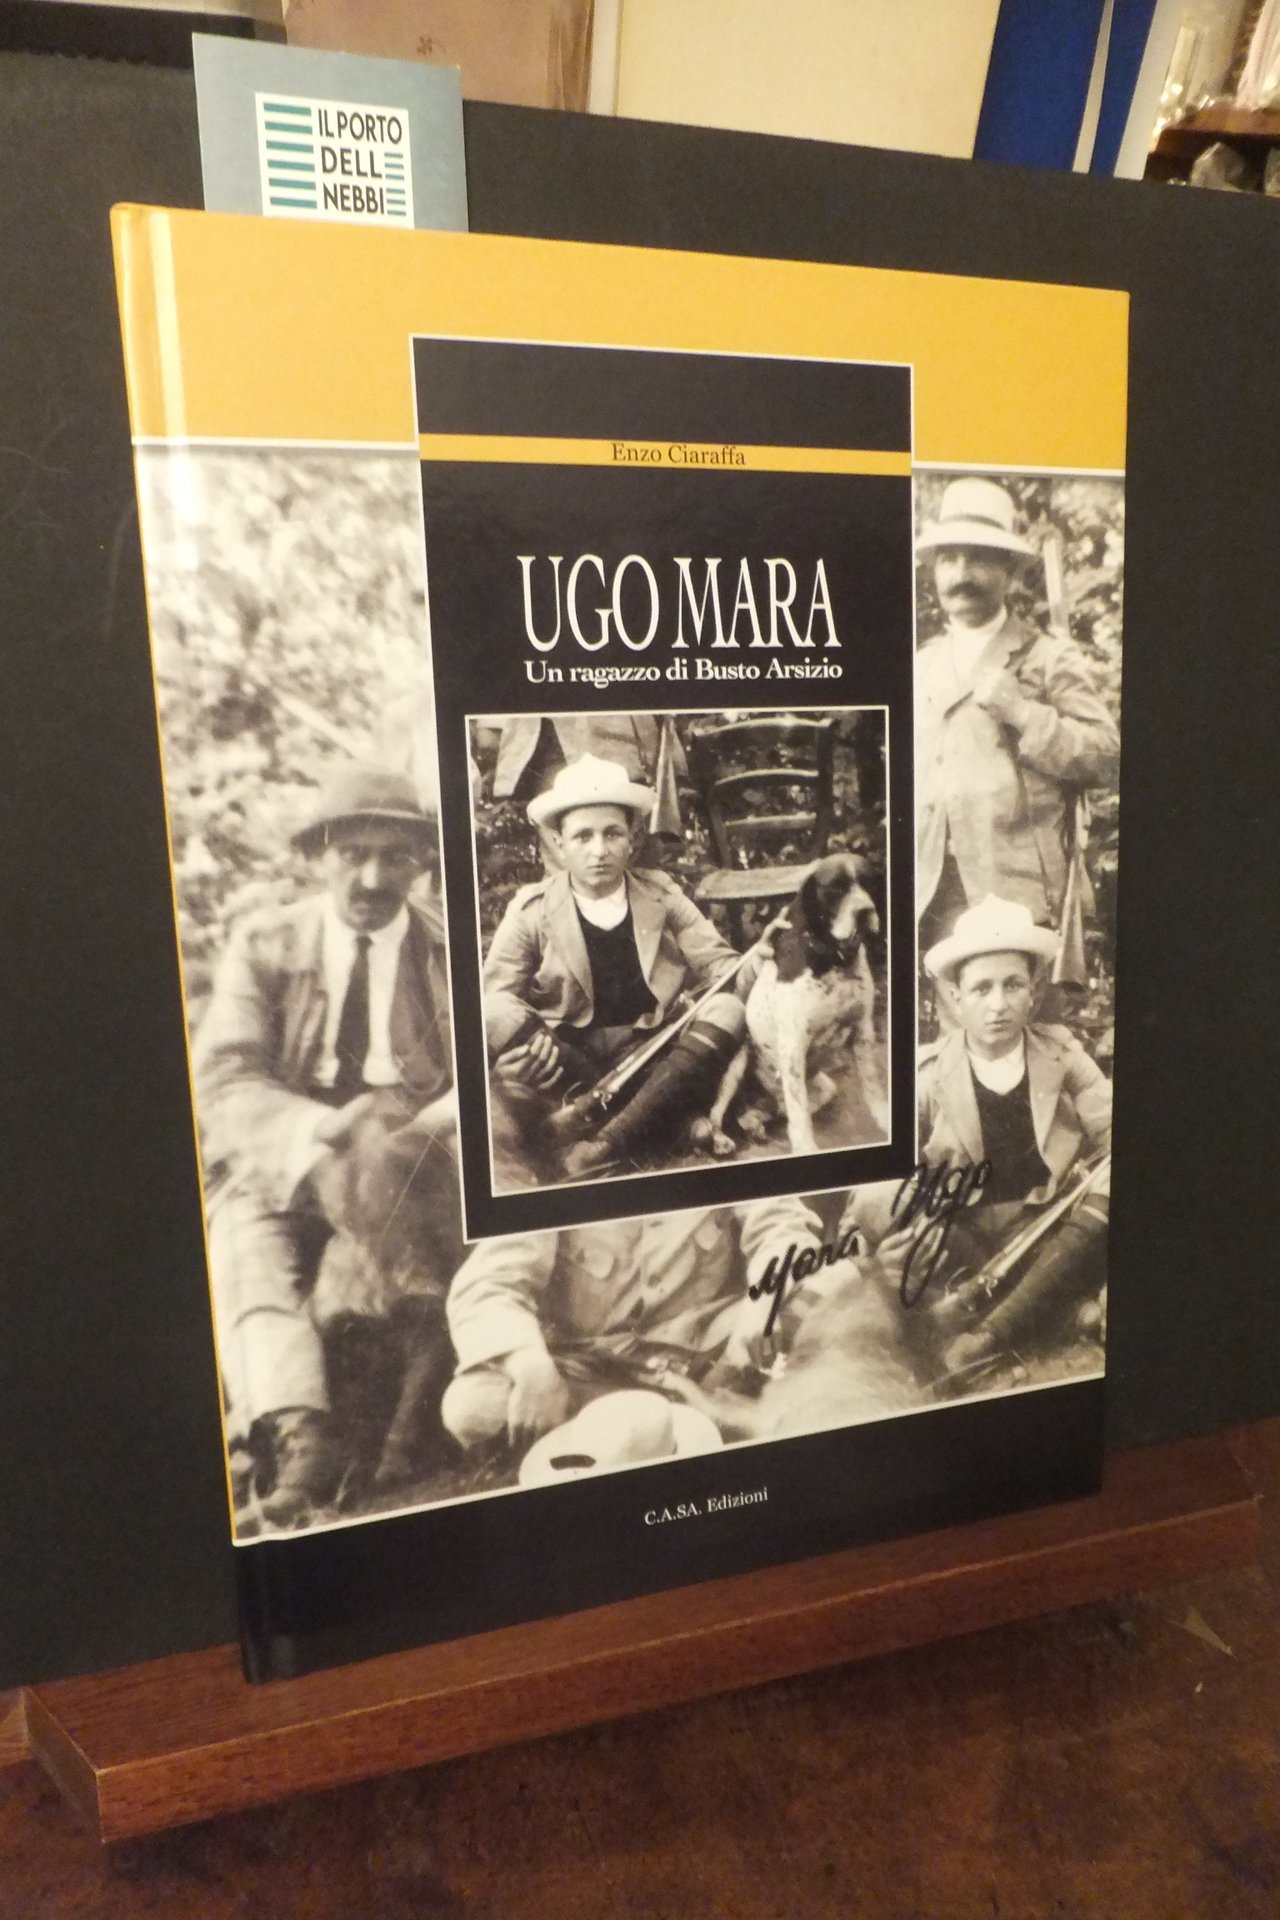 IL PORTO
DELL
NEBBI
Enzo Ciaraffa
UGO MARA
Un ragazzo di Busto Arsizio
Mara Ugo
C.A.SA. Edizioni